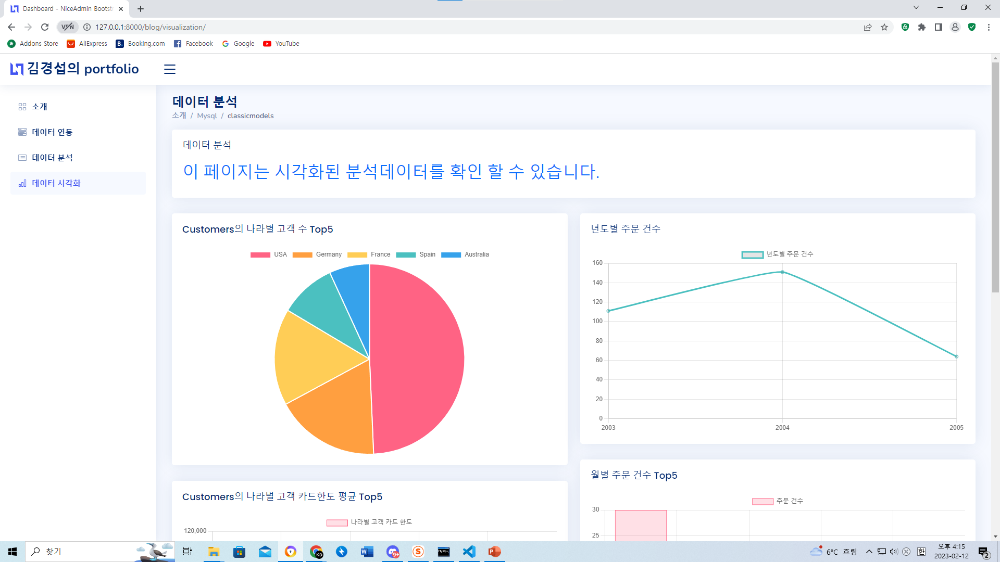 Dashboard - NiceAdmin Bootst
VPN
127.0.0.1:8000/blog/visualization/
Addons Store
AliExpress
B.
Booking.com
Facebook
Google
YouTube
김경섭의 portfolio
소개
데이터 연동
데이터 분석
데이터 시각화
데이터 분석
소개 / Mysql / classicmodels
데이터 분석
이 페이지는 시각화된 분석데이터를 확인 할 수 있습니다.
Customers의 나라별 고객 수 Top5
USA Germany France Spain Australia
년도별 주문 건수
년도별 주문 건수
160
140
120
100
80
60
40
20
0
2003 2004 2005
Customers의 나라별 고객 카드한도 평균 Top5
나라별 고객 카드 한도
120,000
월별 주문 건수 Top5
주문 건수
30
25
찾기
KD
W
9+
S
MySQL
P
6°C 흐림
한
오후 4:15
2023-02-12
2